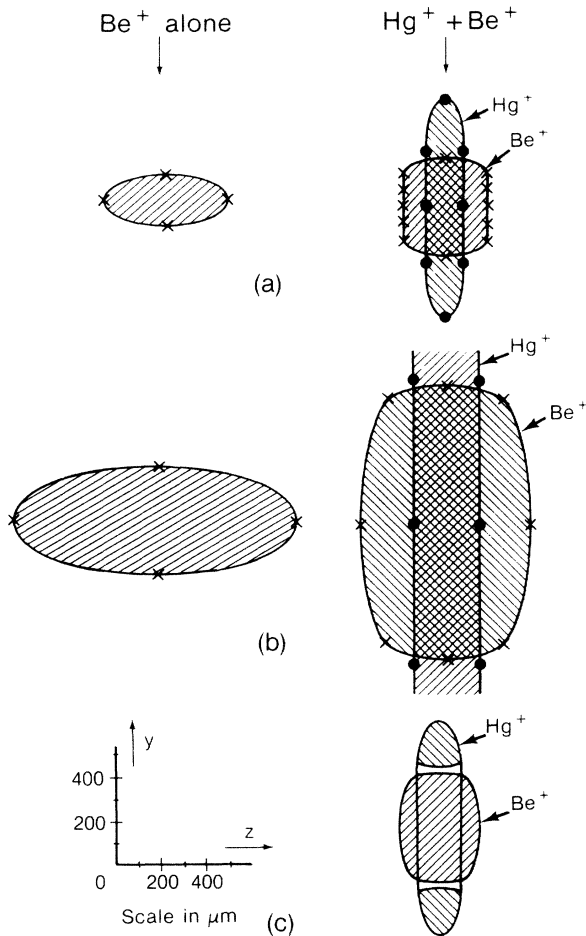 Be⁺ alone
Hg⁺ + Be⁺
Hg⁺
Be⁺
(a)
Hg⁺
Be⁺
(b)
Hg⁺
Be⁺
y
400
200
z
0
200 400
Scale in μm
(c)